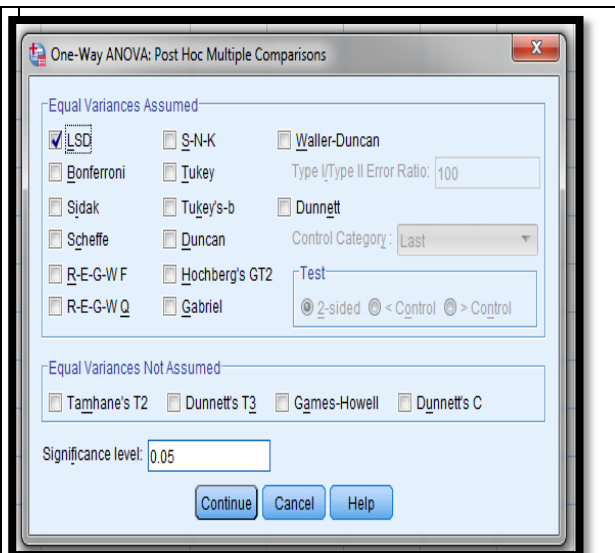 One-Way ANOVA: Post Hoc Multiple Comparisons
Equal Variances Assumed
LSD S-N-K Waller-Duncan
Bonferroni Tukey Type I/Type II Error Ratio: 100
Sidak Tukey's-b Dunnett
Scheffe Duncan Control Category: Last
R-E-G-W F Hochberg's GT2 Test
R-E-G-W Q Gabriel 2-sided < Control > Control
Equal Variances Not Assumed
Tamhane's T2 Dunnett's T3 Games-Howell Dunnett's C
Significance level: 0.05
Continue Cancel Help